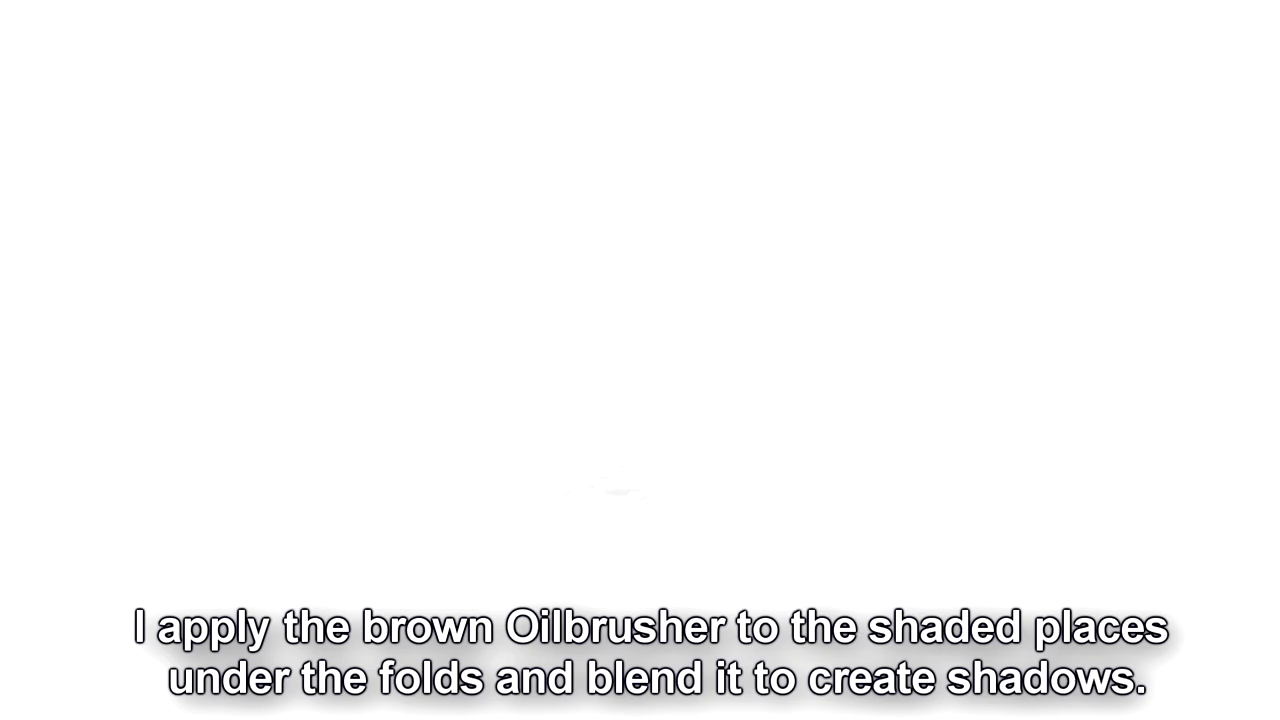 I apply the brown Oilbrusher to the shaded places
under the folds and blend it to create shadows.